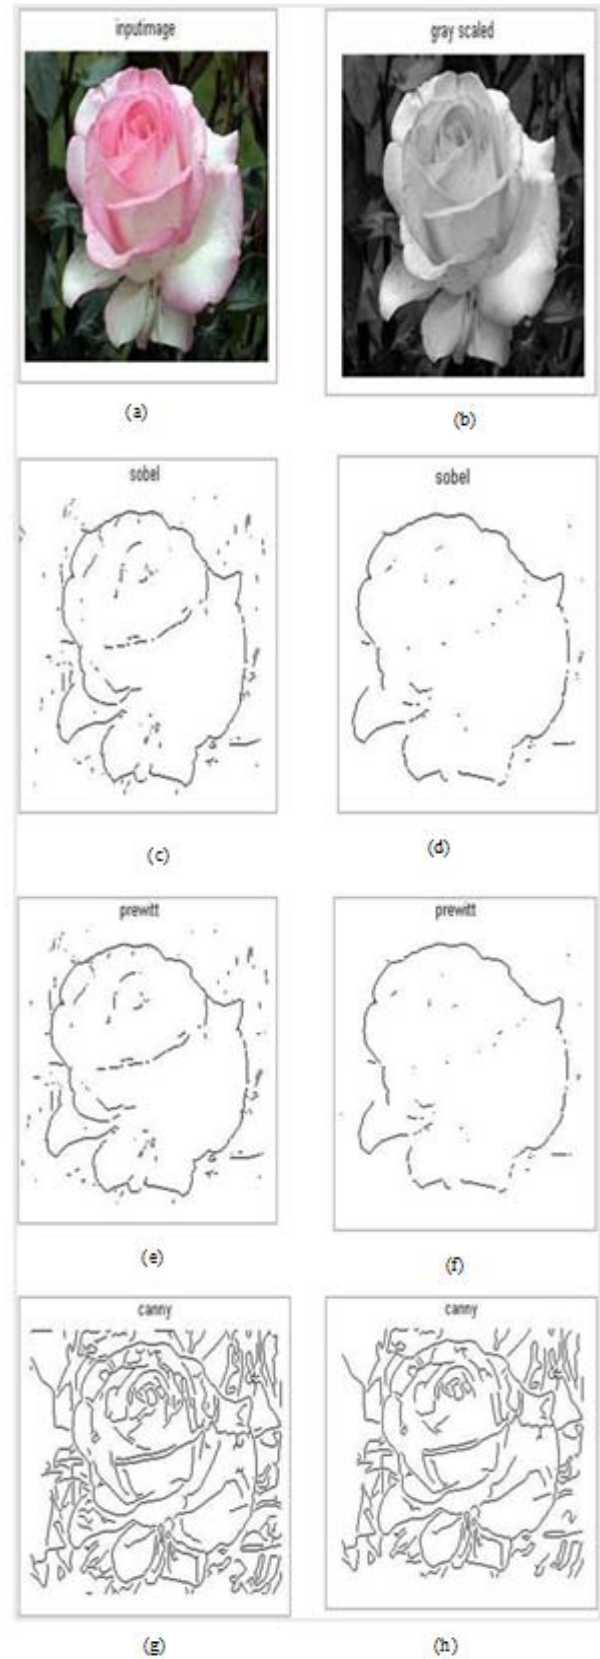 inputimage
gray scaled
(a)
(b)
sobel
sobel
(c)
(d)
prewitt
prewitt
(e)
(f)
canny
canny
(g)
(h)